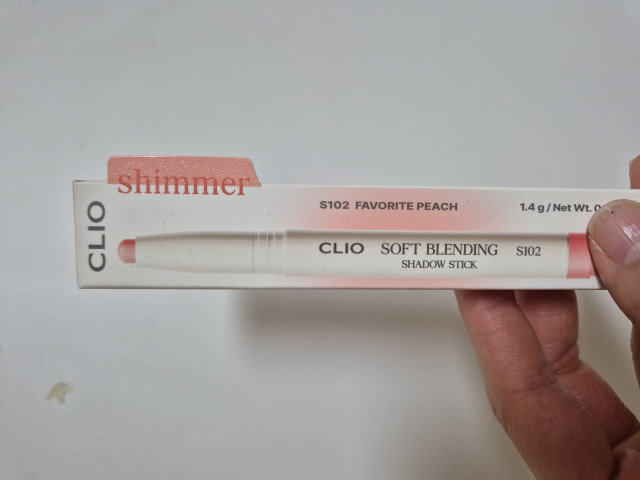 shimmer
CLIO
S102 FAVORITE PEACH
1.4 g / Net Wt.
CLIO SOFT BLENDING S102
SHADOW STICK